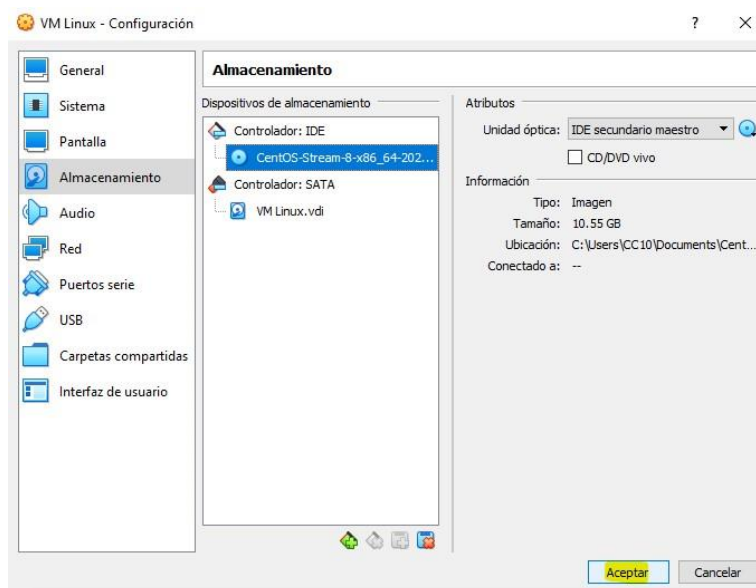 VM Linux - Configuración
?
General
Sistema
Pantalla
Almacenamiento
Audio
Red
Puertos serie
USB
Carpetas compartidas
Interfaz de usuario
Almacenamiento
Dispositivos de almacenamiento
Controlador: IDE
CentOS-Stream-8-x86_64-202...
Controlador: SATA
VM Linux.vdi
Atributos
Unidad óptica: IDE secundario maestro
CD/DVD vivo
Información
Tipo: Imagen
Tamaño: 10.55 GB
Ubicación: C:\Users\CC10\Documents\Cent...
Conectado a: --
Aceptar Cancelar